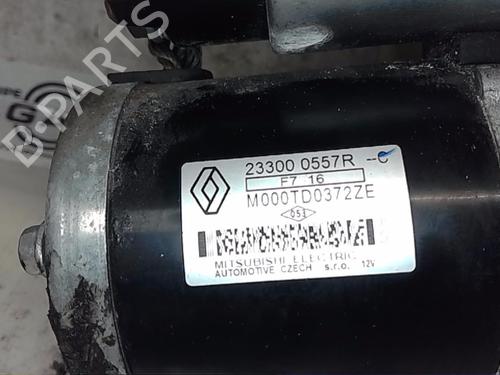 B-PARTS
23300 0557R --C
F7 16
M000TD0372ZE
053
MITSUBISHI ELECTRIC
AUTOMOTIVE CZECH s.r.o. 12V